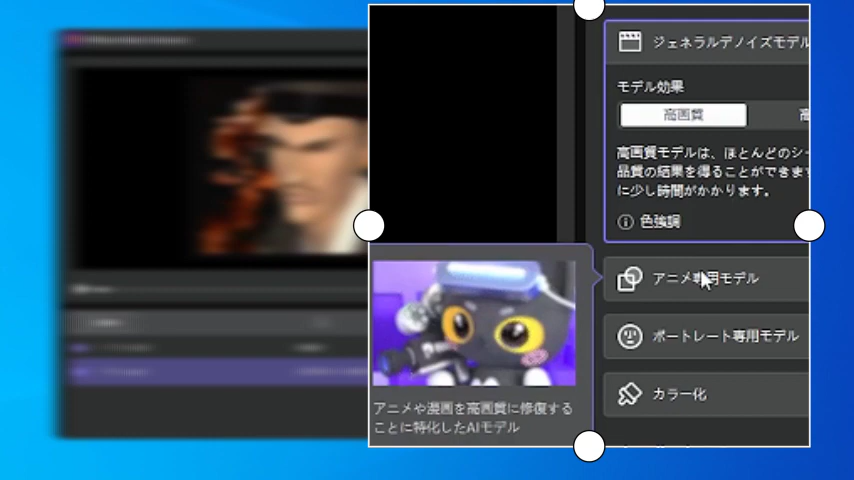 ジェネラルデノイズモデル
モデル効果
高画質
高
高画質モデルは、ほとんどのシー
品質の結果を得ることができます
に少し時間がかかります。
色強調
アニメ専用モデル
ポートレート専用モデル
カラー化
アニメや漫画を高画質に修復する
ことに特化したAIモデル